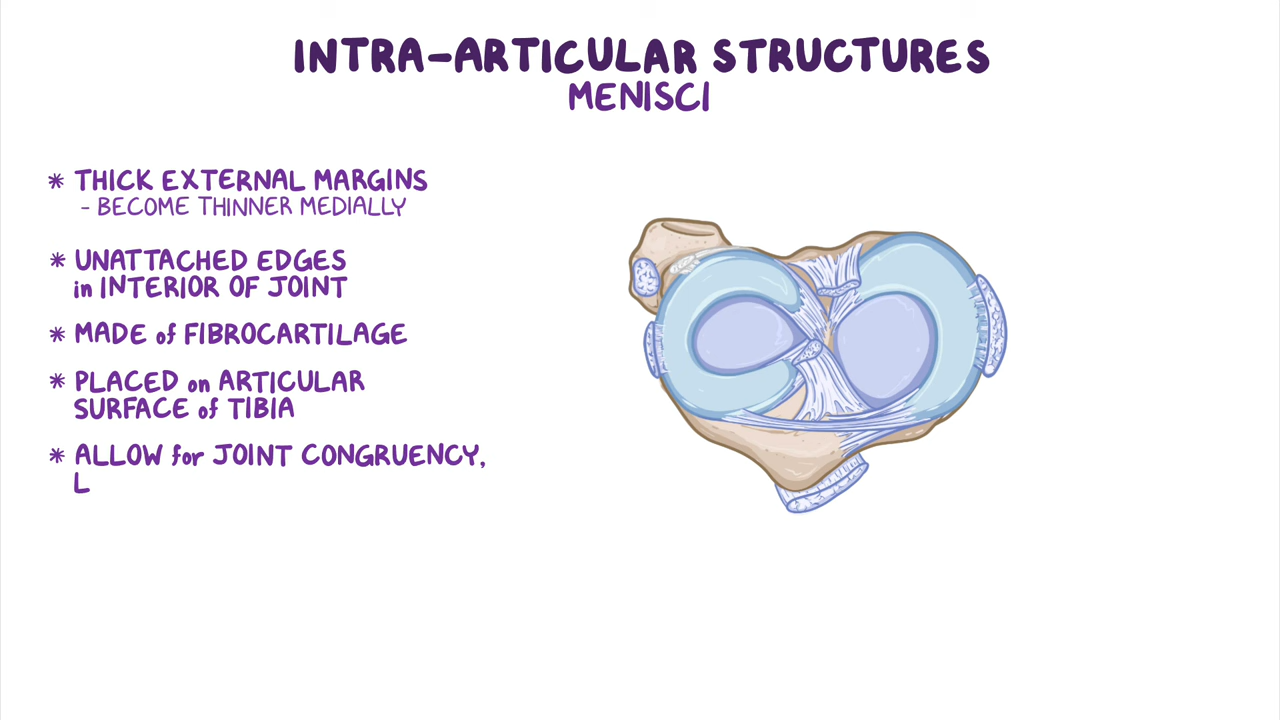 INTRA-ARTICULAR STRUCTURES
MENISCI
* THICK EXTERNAL MARGINS
- BECOME THINNER MEDIALLY
* UNATTACHED EDGES
in INTERIOR OF JOINT
* MADE of FIBROCARTILAGE
* PLACED on ARTICULAR
SURFACE of TIBIA
* ALLOW for JOINT CONGRUENCY,
L